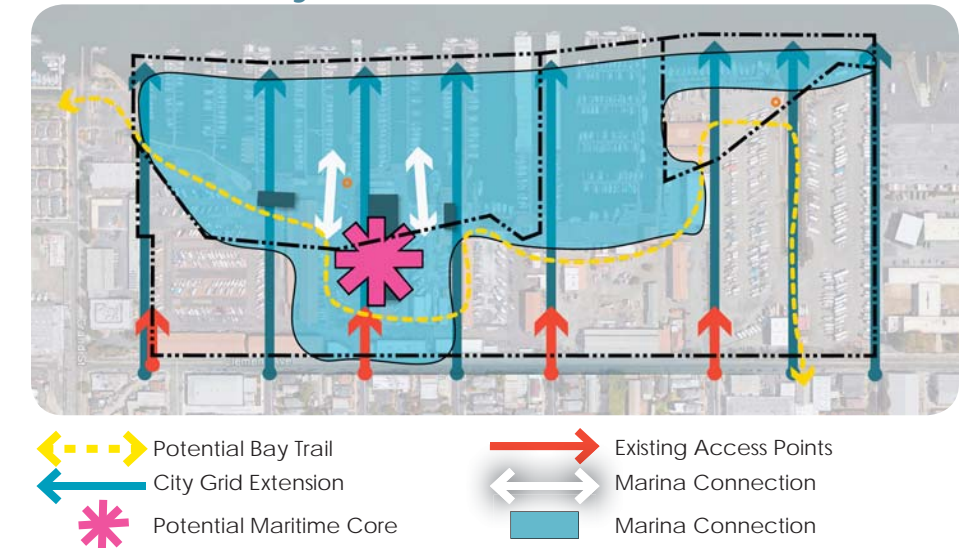 Potential Bay Trail
City Grid Extension
Potential Maritime Core
Existing Access Points
Marina Connection
Marina Connection